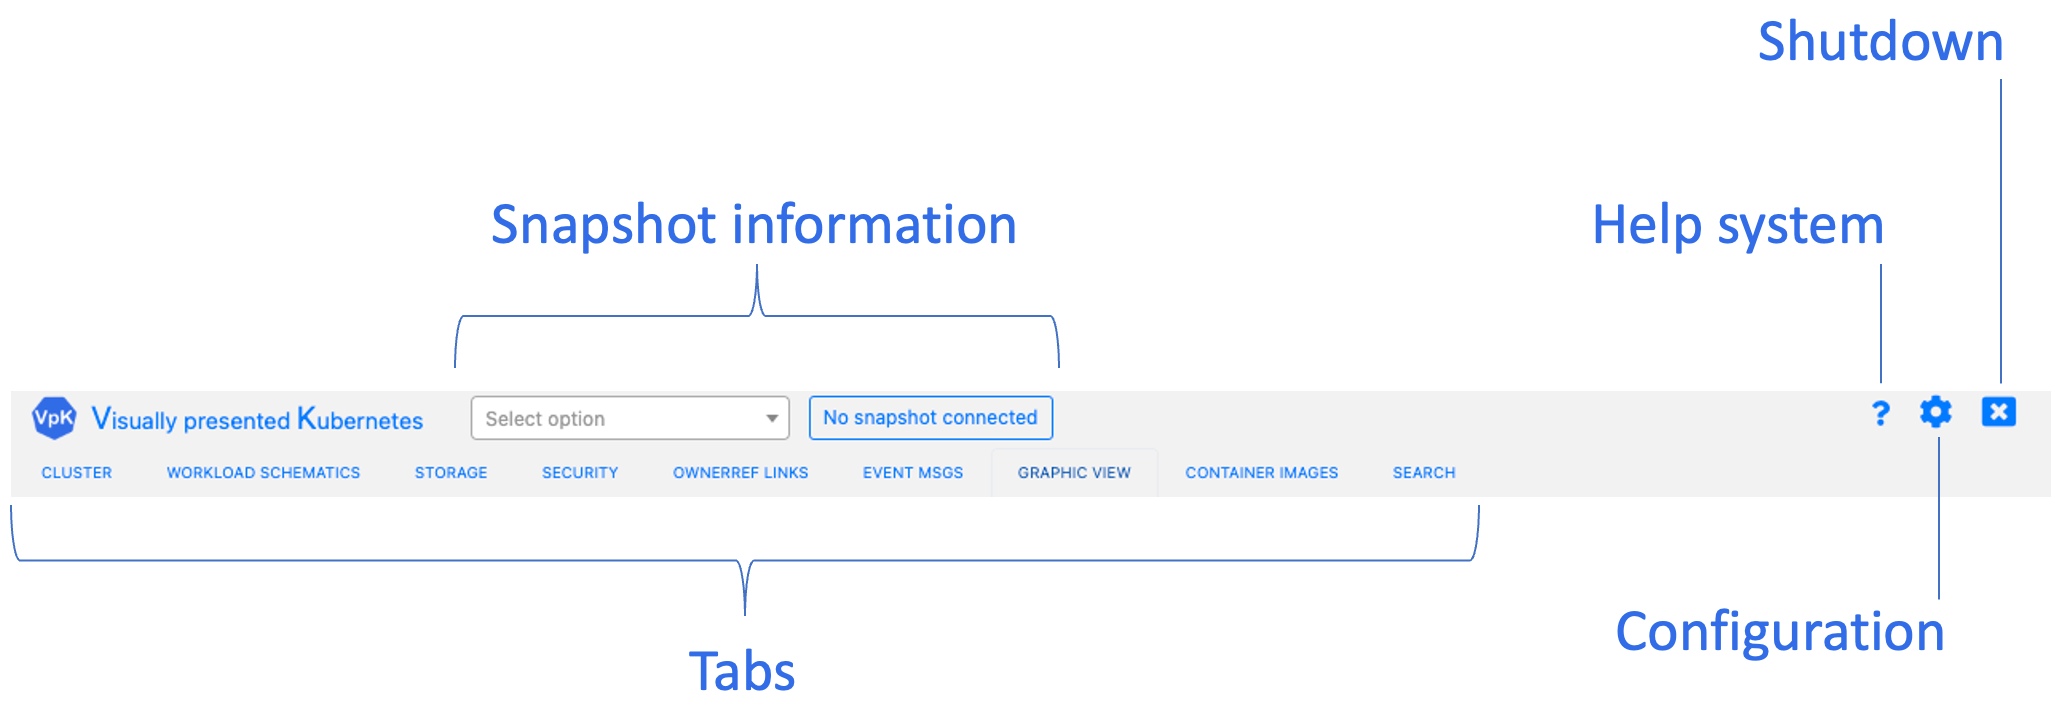 Shutdown
Snapshot information
Help system
VpK Visually presented Kubernetes Select option No snapshot connected ?
CLUSTER WORKLOAD SCHEMATICS STORAGE SECURITY OWNERREF LINKS EVENT MSGS GRAPHIC VIEW CONTAINER IMAGES SEARCH
Configuration
Tabs